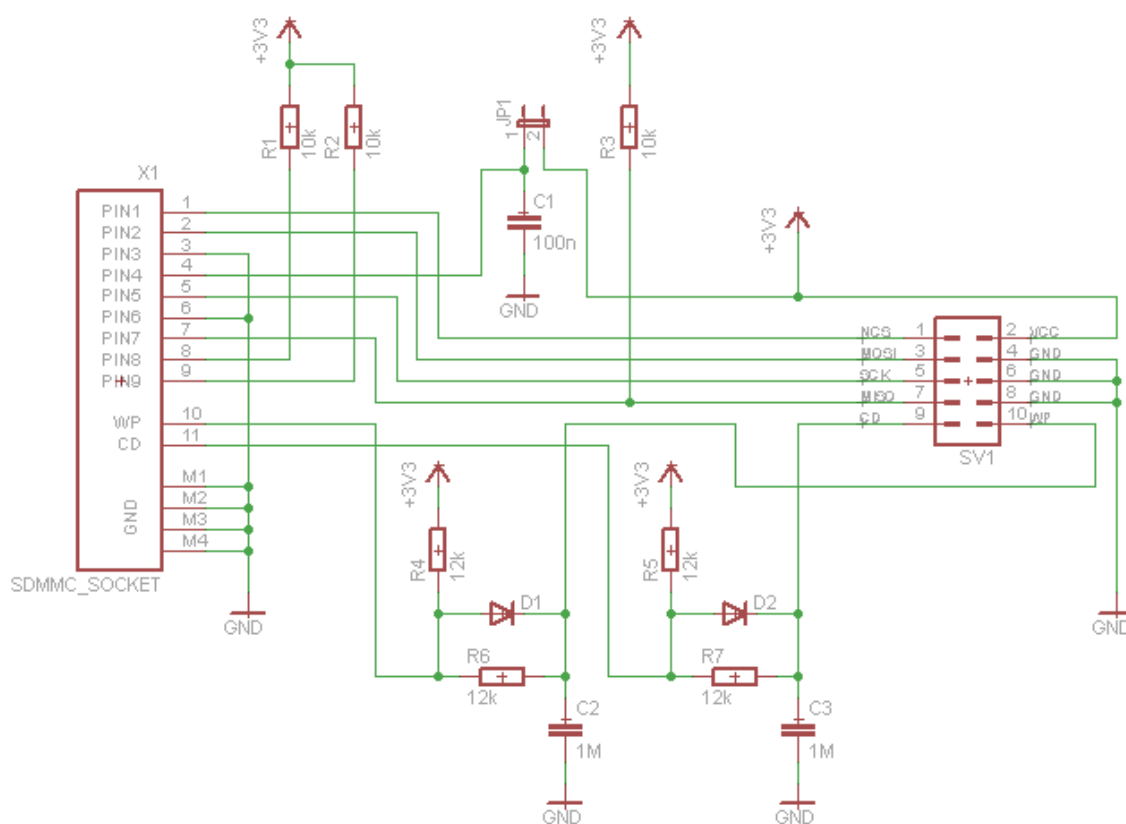 +3V3
+3V3
R1
10k
R2
10k
JP1
1
2
R3
10k
X1
C1
100n
GND
+3V3
PIN1 1
PIN2 2
PIN3 3
PIN4 4
PIN5 5
PIN6 6
PIN7 7
PIN8 8
PIN9 9
WP 10
CD 11
GND
M1
M2
M3
M4
SDMMC_SOCKET
GND
NCS 1 2 VCC
MOSI 3 4 GND
SCK 5 6 GND
MISO 7 8 GND
CD 9 10 WP
SV1
GND
+3V3
R4
12k
D1
R6
12k
C2
1M
GND
+3V3
R5
12k
D2
R7
12k
C3
1M
GND